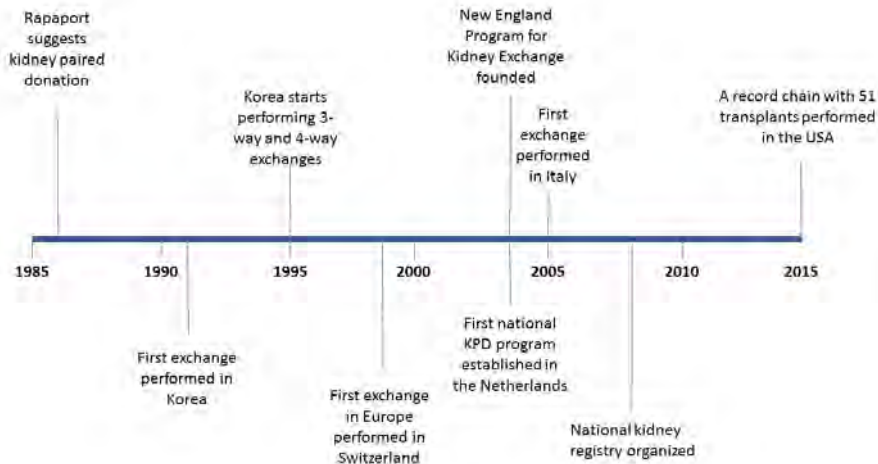 Rapaport
suggests
kidney paired
donation
Korea starts
performing 3-
way and 4-way
exchanges
New England
Program for
Kidney Exchange
founded
First
exchange
performed
in Italy
A record chain with 51
transplants performed
in the USA
1985
1990
1995
2000
2005
2010
2015
First exchange
performed in
Korea
First exchange
in Europe
performed in
Switzerland
First national
KPD program
established in
the Netherlands
National kidney
registry organized